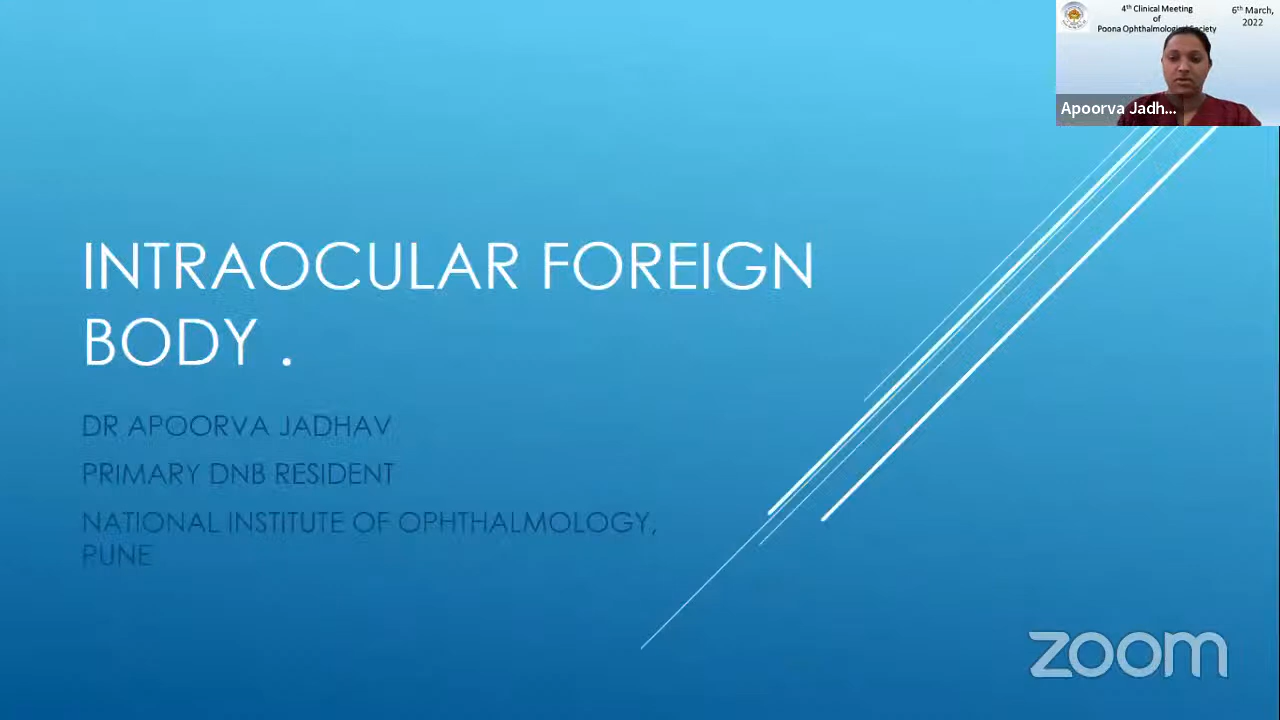 4th Clinical Meeting
of
Poona Ophthalmological Society
6th March,
2022
Apoorva Jadh...
INTRAOCULAR FOREIGN
BODY .
DR APOORVA JADHAV
PRIMARY DNB RESIDENT
NATIONAL INSTITUTE OF OPHTHALMOLOGY,
PUNE
zoom